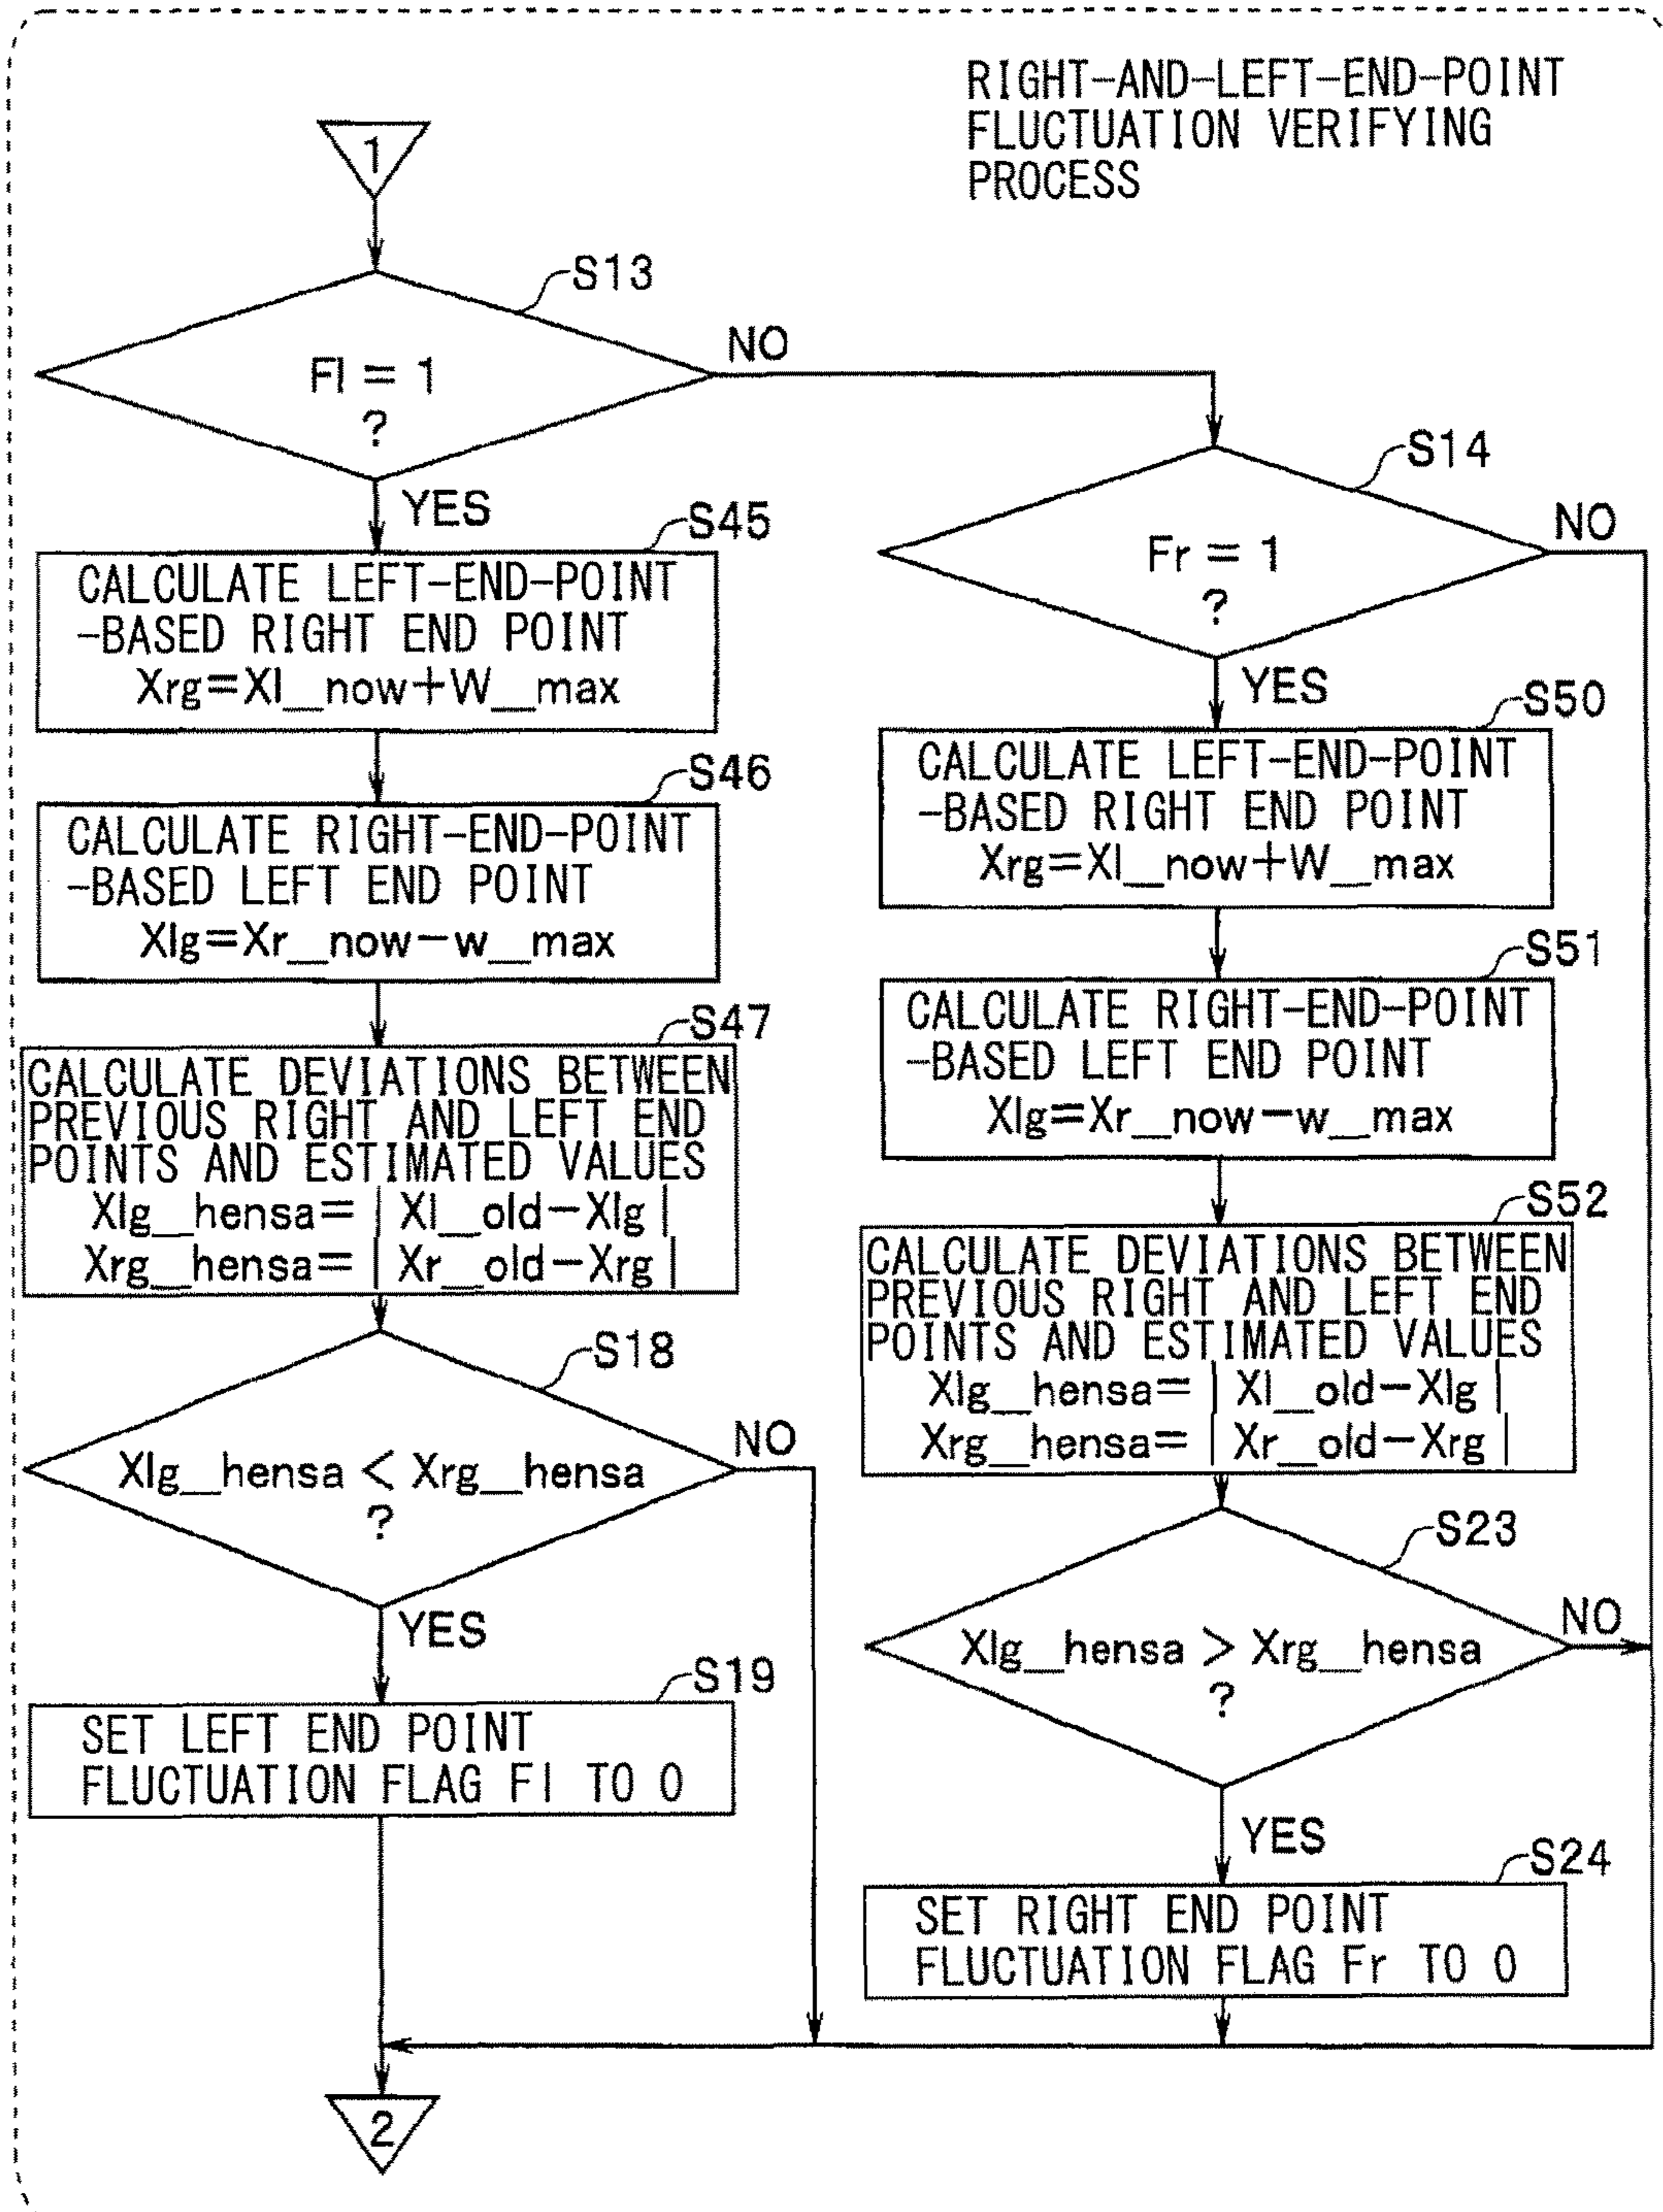 RIGHT-AND-LEFT-END-POINT
FLUCTUATION VERIFYING
PROCESS
1
S13
Fl = 1
?
NO
YES
S45
CALCULATE LEFT-END-POINT
-BASED RIGHT END POINT
Xrg=Xl_now+W_max
S46
CALCULATE RIGHT-END-POINT
-BASED LEFT END POINT
Xlg=Xr_now-w_max
S47
CALCULATE DEVIATIONS BETWEEN
PREVIOUS RIGHT AND LEFT END
POINTS AND ESTIMATED VALUES
Xlg_hensa= | Xl_old-Xlg |
Xrg_hensa= | Xr_old-Xrg |
S18
Xlg_hensa < Xrg_hensa
?
NO
YES
S19
SET LEFT END POINT
FLUCTUATION FLAG Fl TO 0
S14
Fr = 1
?
NO
YES
S50
CALCULATE LEFT-END-POINT
-BASED RIGHT END POINT
Xrg=Xl_now+W_max
S51
CALCULATE RIGHT-END-POINT
-BASED LEFT END POINT
Xlg=Xr_now-w_max
S52
CALCULATE DEVIATIONS BETWEEN
PREVIOUS RIGHT AND LEFT END
POINTS AND ESTIMATED VALUES
Xlg_hensa= | Xl_old-Xlg |
Xrg_hensa= | Xr_old-Xrg |
S23
Xlg_hensa > Xrg_hensa
?
NO
YES
S24
SET RIGHT END POINT
FLUCTUATION FLAG Fr TO 0
2